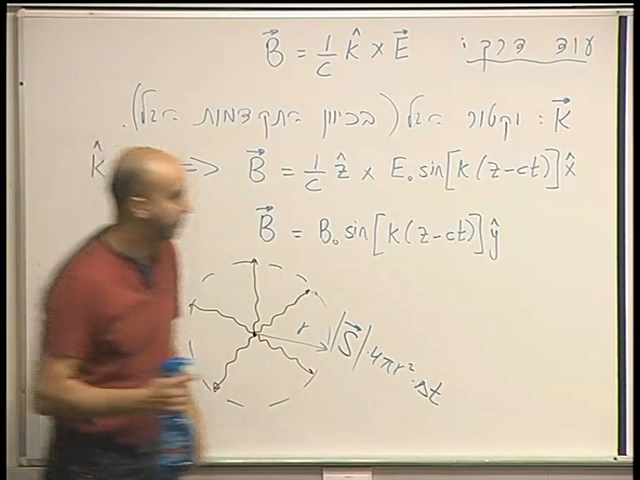 עוד דרך: B⃗ = 1/c k̂ × E⃗
k⃗ : וקטור הגל (בכיוון התקדמות הגל).
k̂ ⟹ B⃗ = 1/c ẑ × E₀ sin[k(z-ct)] x̂
B⃗ = B₀ sin[k(z-ct)] ŷ
r |S⃗| · 4πr² · Δt